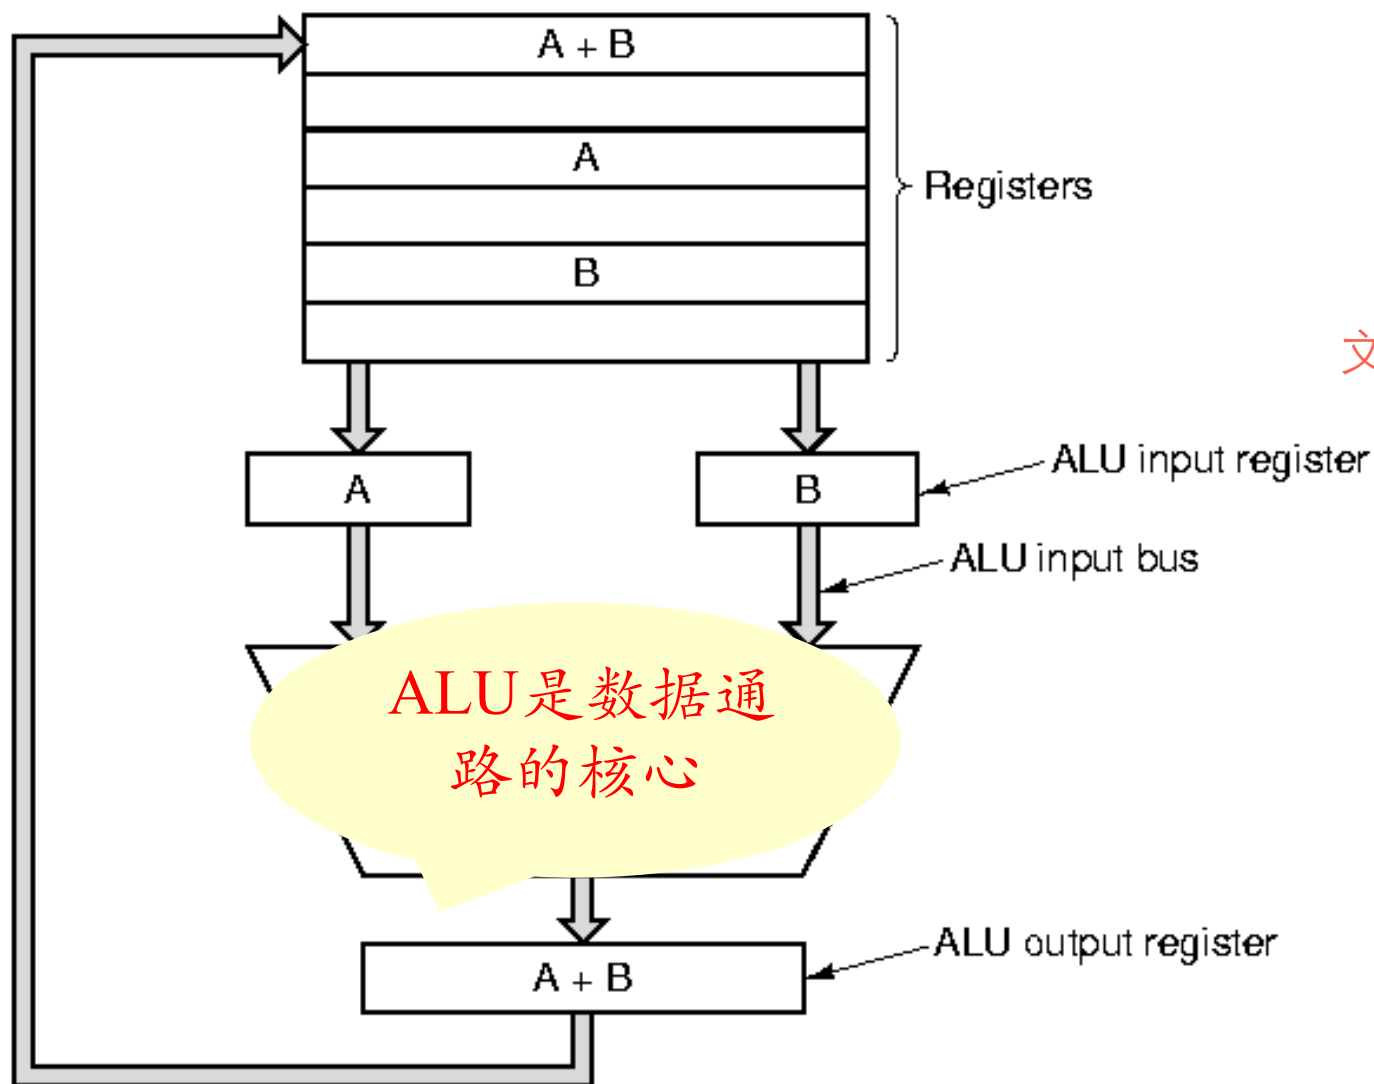 A + B
A
Registers
B
文
A
B
ALU input register
ALU input bus
ALU是数据通
路的核心
ALU output register
A + B